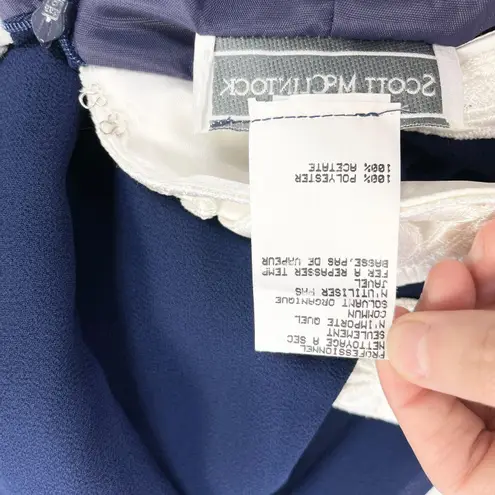 SCOTT McCLINTOCK
PROFESSIONNEL
NETTOYAGE A SEC
SEULEMENT
N'IMPORTE QUEL
COMMUN
SOLVANT ORGANIQUE
N'UTILISER PAS
JAVEL
FER A REPASSER TEMP
BASSE,PAS DE VAPEUR
100% POLYESTER
100% ACETATE